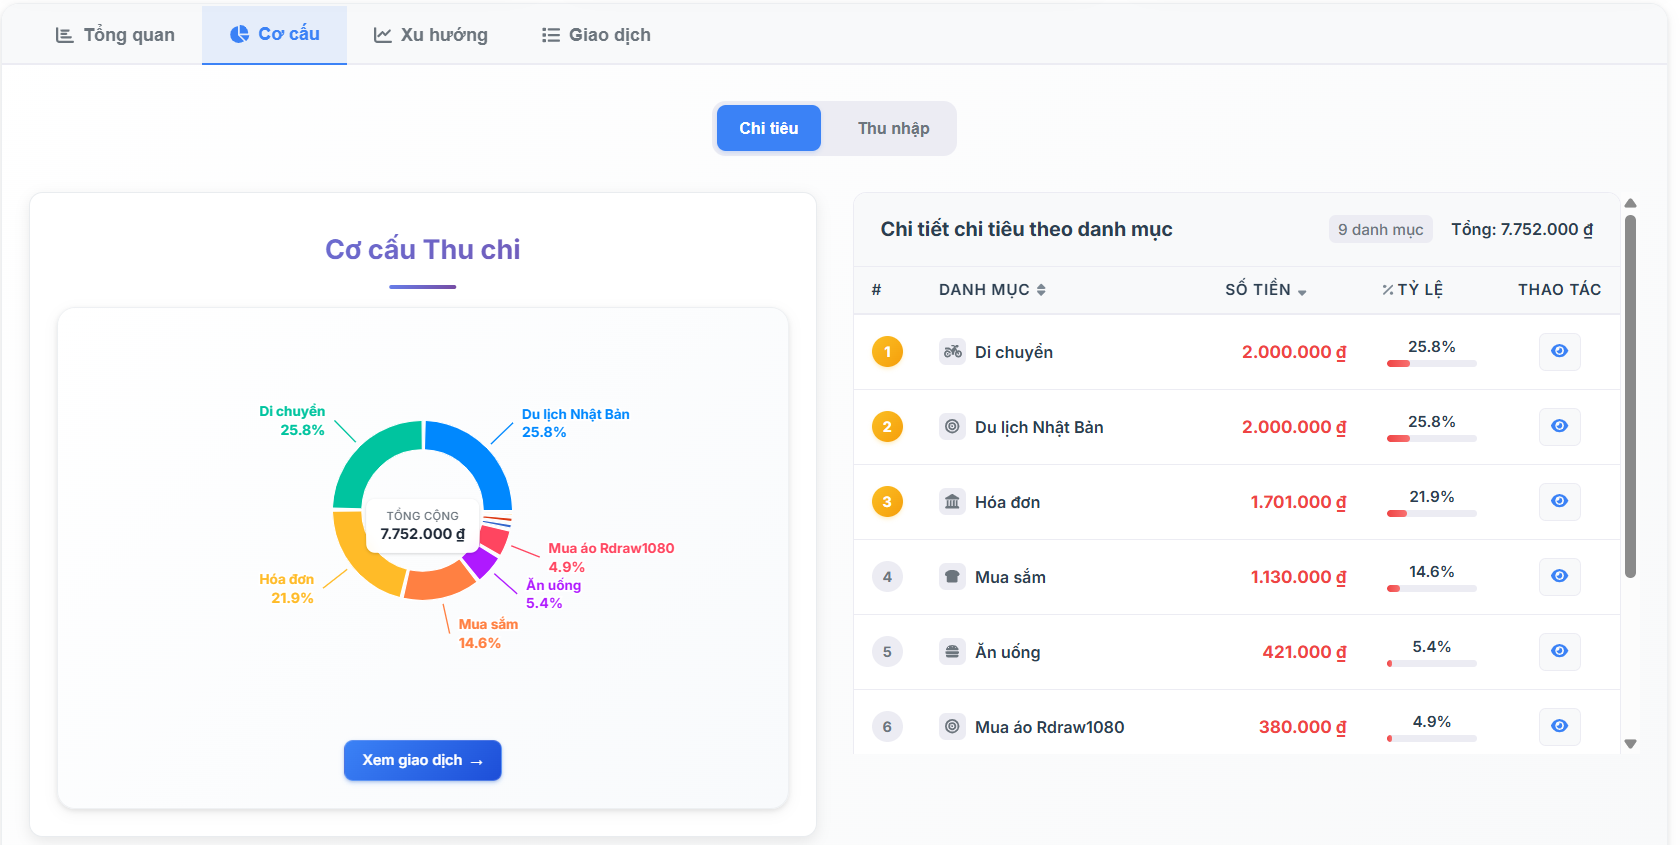 Tổng quan
Cơ cấu
Xu hướng
Giao dịch
Chi tiêu
Thu nhập
Cơ cấu Thu chi
Di chuyển
25.8%
Du lịch Nhật Bản
25.8%
TỔNG CỘNG
7.752.000 ₫
Mua áo Rdraw1080
4.9%
Ăn uống
5.4%
Hóa đơn
21.9%
Mua sắm
14.6%
Xem giao dịch →
Chi tiết chi tiêu theo danh mục
9 danh mục
Tổng: 7.752.000 ₫
# DANH MỤC SỐ TIỀN % TỶ LỆ THAO TÁC
1 Di chuyển 2.000.000 ₫ 25.8%
2 Du lịch Nhật Bản 2.000.000 ₫ 25.8%
3 Hóa đơn 1.701.000 ₫ 21.9%
4 Mua sắm 1.130.000 ₫ 14.6%
5 Ăn uống 421.000 ₫ 5.4%
6 Mua áo Rdraw1080 380.000 ₫ 4.9%